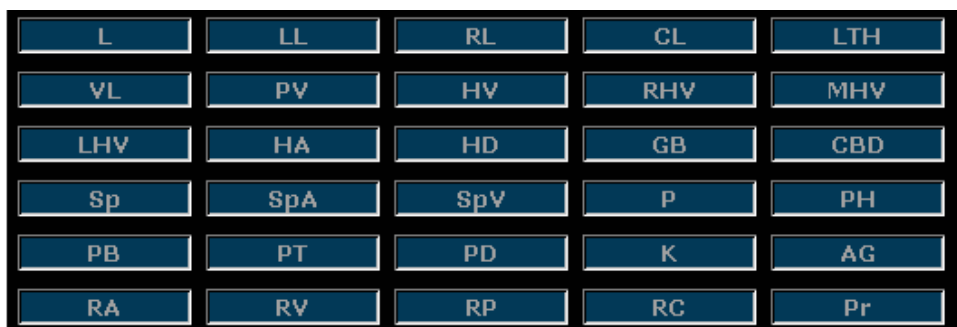 L LL RL CL LTH
VL PV HV RHV MHV
LHV HA HD GB CBD
Sp SpA SpV P PH
PB PT PD K AG
RA RV RP RC Pr